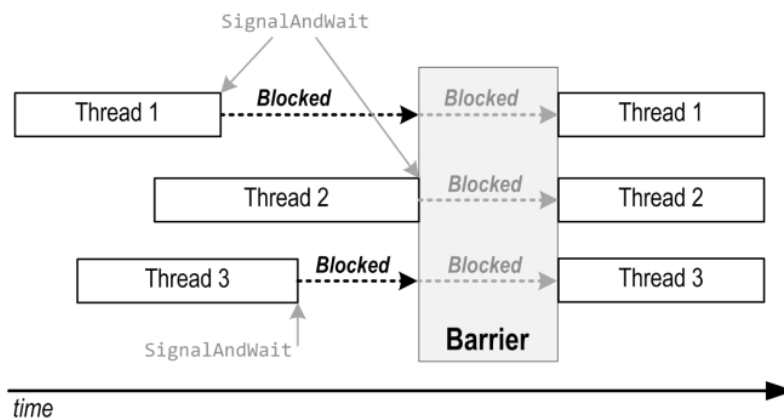 SignalAndWait
Thread 1
Blocked
Blocked
Thread 1
Thread 2
Blocked
Thread 2
Thread 3
Blocked
Blocked
Thread 3
SignalAndWait
Barrier
time